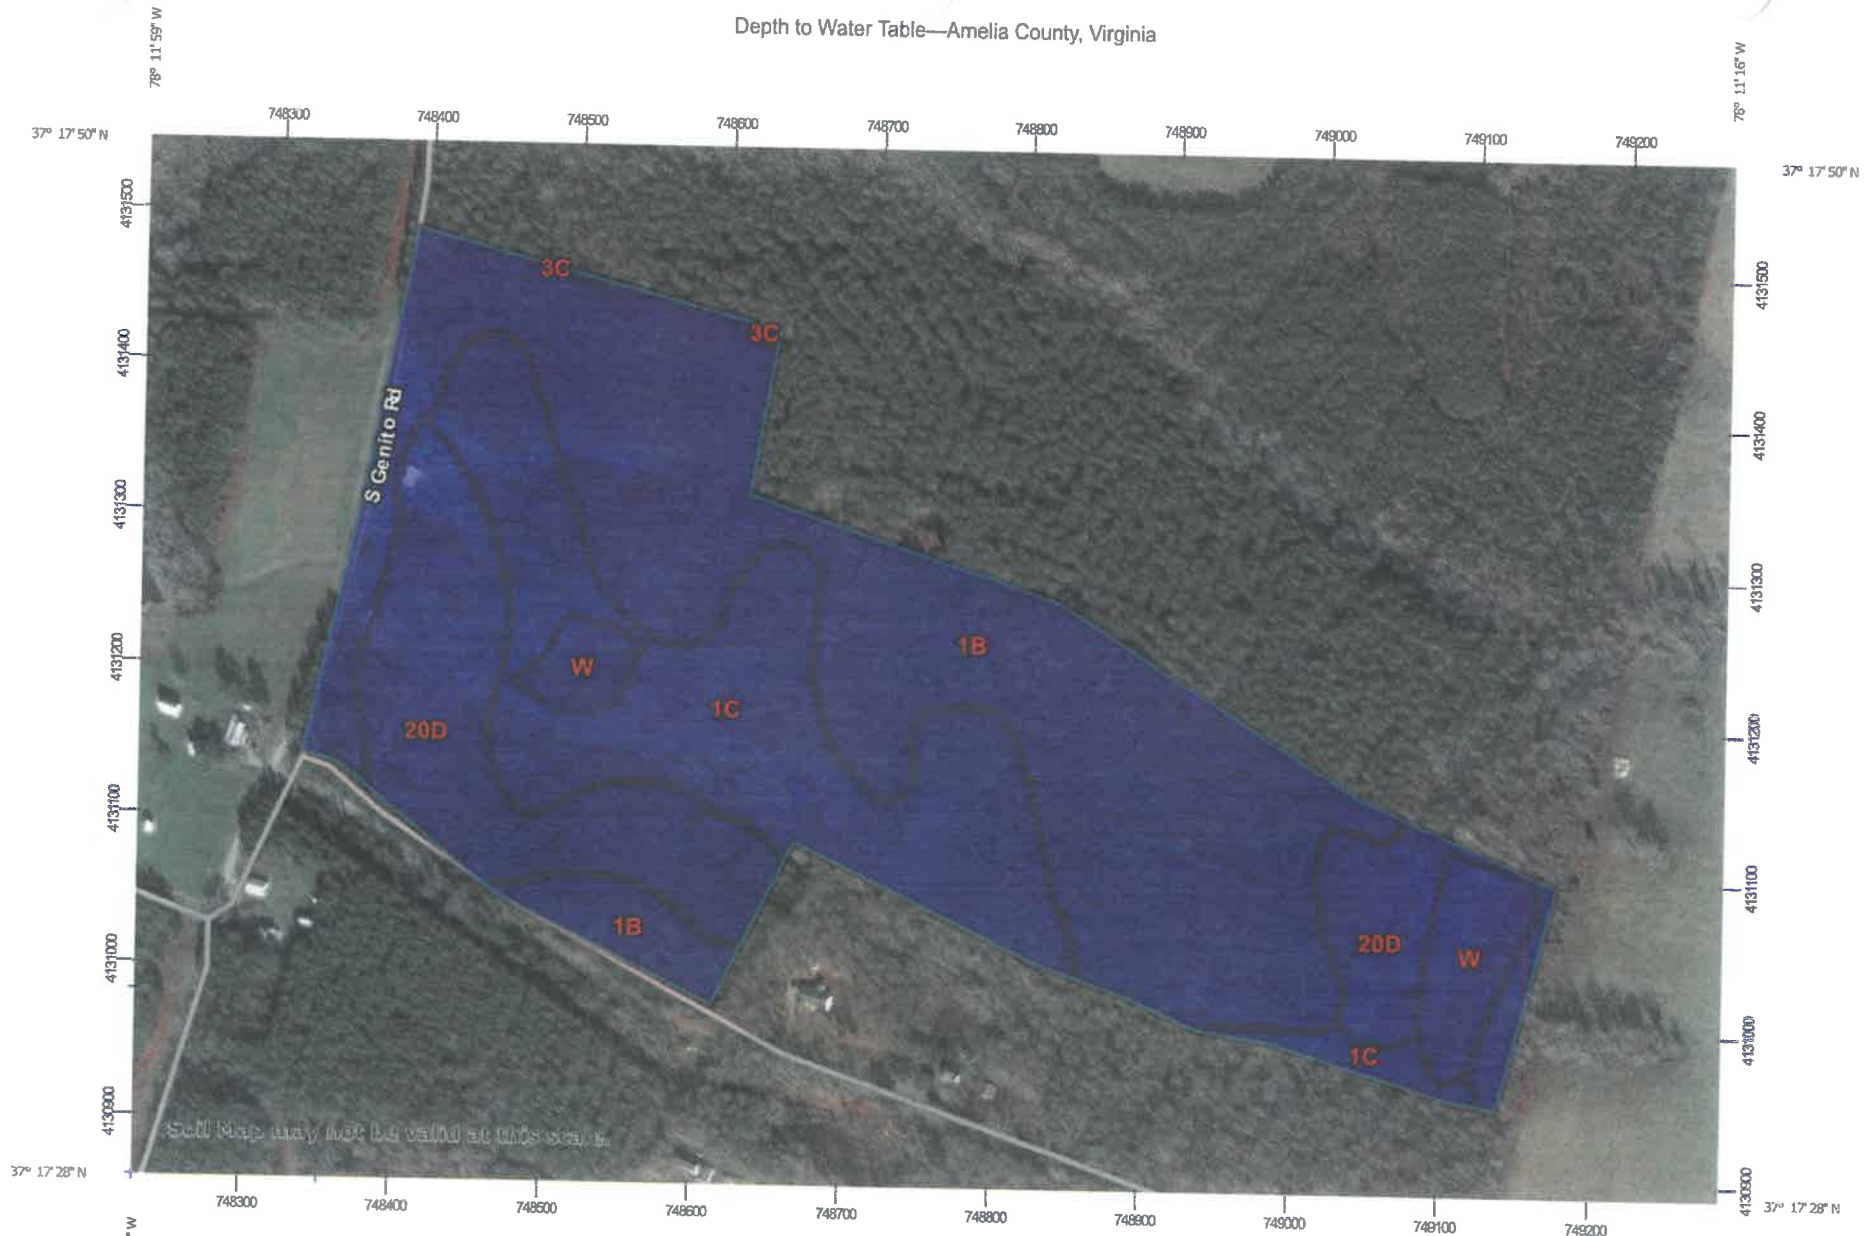 Depth to Water Table—Amelia County, Virginia
78° 11' 59" W
78° 11' 16" W
37° 17' 50" N
37° 17' 50" N
748300 748400 748500 748600 748700 748800 748900 749000 749100 749200
4131500
4131400
4131300
4131200
4131100
4131000
4130900
4131500
4131400
4131300
4131200
4131100
4131000
4130900
3C
3C
S Genito Rd
1B
W
1C
20D
1B
20D
W
1C
Soil Map may not be valid at this scale.
37° 17' 28" N
37° 17' 28" N
748300 748400 748500 748600 748700 748800 748900 749000 749100 749200
" W